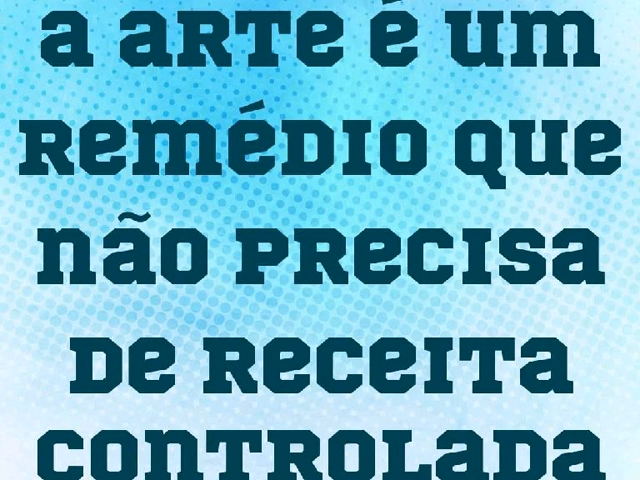 a arte é um
remédio que
não precisa
de receita
controlada